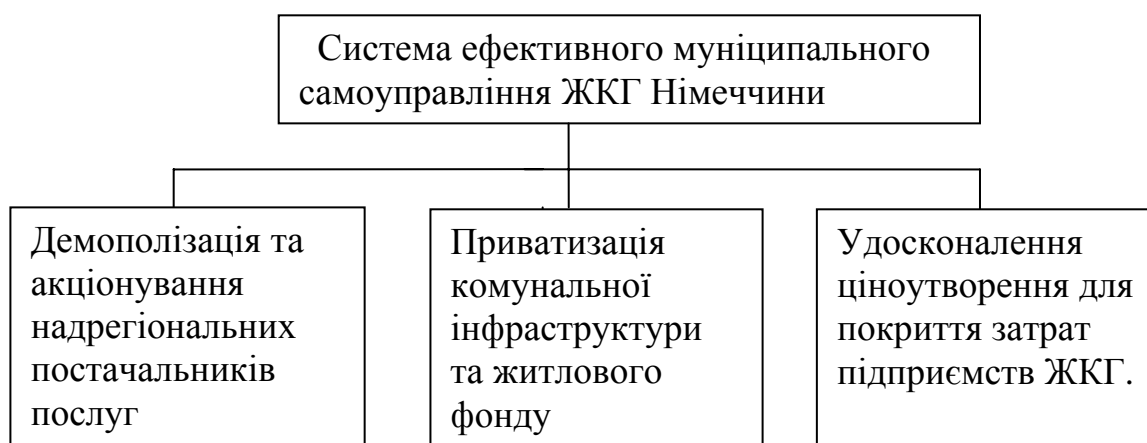 Система ефективного муніципального
самоуправління ЖКГ Німеччини
Демополізація та
акціонування
надрегіональних
постачальників
послуг
Приватизація
комунальної
інфраструктури
та житлового
фонду
Удосконалення
ціноутворення для
покриття затрат
підприємств ЖКГ.